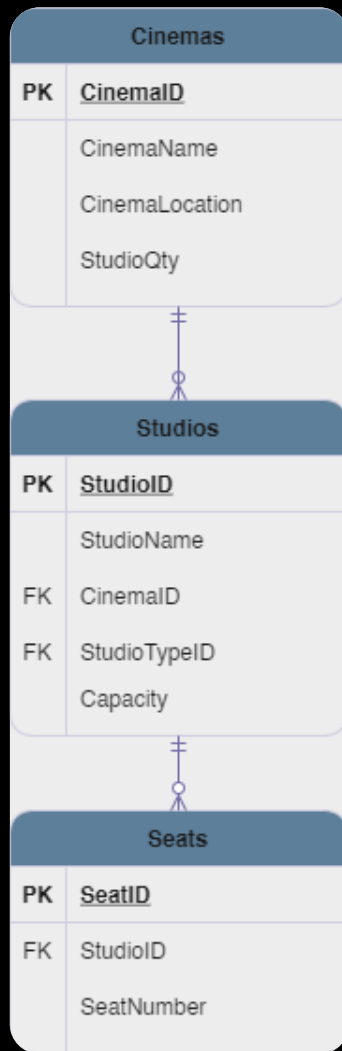 Cinemas
PK CinemaID
CinemaName
CinemaLocation
StudioQty
Studios
PK StudioID
StudioName
FK CinemaID
FK StudioTypeID
Capacity
Seats
PK SeatID
FK StudioID
SeatNumber